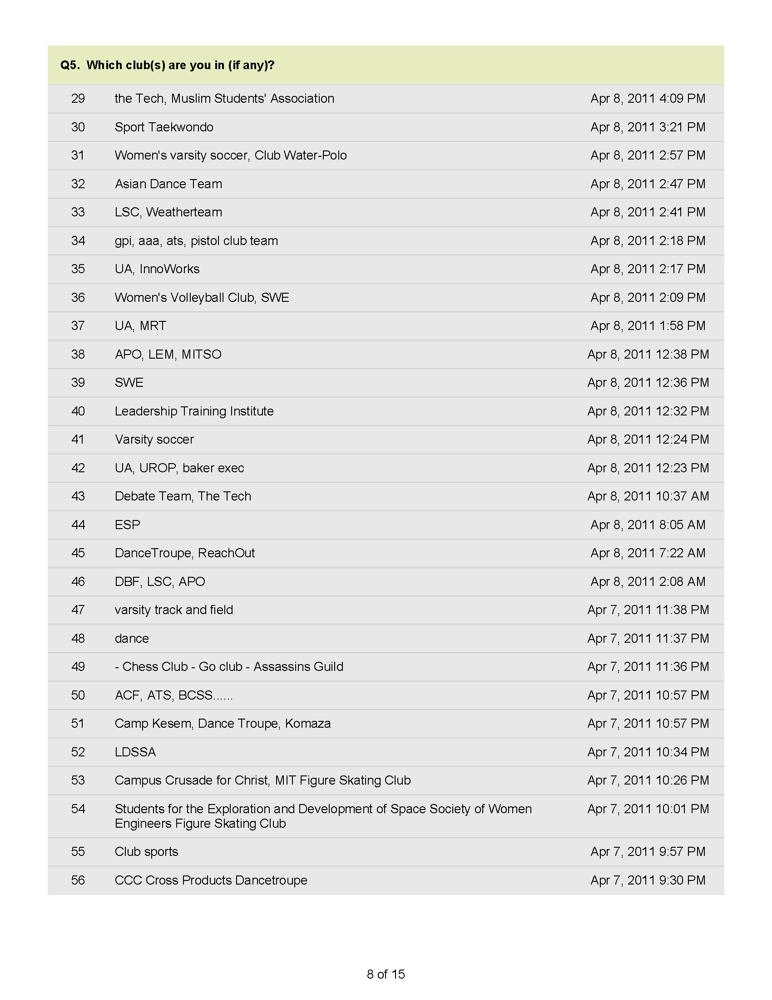 Q5. Which club(s) are you in (if any)?
29 the Tech, Muslim Students' Association Apr 8, 2011 4:09 PM
30 Sport Taekwondo Apr 8, 2011 3:21 PM
31 Women's varsity soccer, Club Water-Polo Apr 8, 2011 2:57 PM
32 Asian Dance Team Apr 8, 2011 2:47 PM
33 LSC, Weatherteam Apr 8, 2011 2:41 PM
34 gpi, aaa, ats, pistol club team Apr 8, 2011 2:18 PM
35 UA, InnoWorks Apr 8, 2011 2:17 PM
36 Women's Volleyball Club, SWE Apr 8, 2011 2:09 PM
37 UA, MRT Apr 8, 2011 1:58 PM
38 APO, LEM, MITSO Apr 8, 2011 12:38 PM
39 SWE Apr 8, 2011 12:36 PM
40 Leadership Training Institute Apr 8, 2011 12:32 PM
41 Varsity soccer Apr 8, 2011 12:24 PM
42 UA, UROP, baker exec Apr 8, 2011 12:23 PM
43 Debate Team, The Tech Apr 8, 2011 10:37 AM
44 ESP Apr 8, 2011 8:05 AM
45 DanceTroupe, ReachOut Apr 8, 2011 7:22 AM
46 DBF, LSC, APO Apr 8, 2011 2:08 AM
47 varsity track and field Apr 7, 2011 11:38 PM
48 dance Apr 7, 2011 11:37 PM
49 - Chess Club - Go club - Assassins Guild Apr 7, 2011 11:36 PM
50 ACF, ATS, BCSS...... Apr 7, 2011 10:57 PM
51 Camp Kesem, Dance Troupe, Komaza Apr 7, 2011 10:57 PM
52 LDSSA Apr 7, 2011 10:34 PM
53 Campus Crusade for Christ, MIT Figure Skating Club Apr 7, 2011 10:26 PM
54 Students for the Exploration and Development of Space Society of Women Apr 7, 2011 10:01 PM
Engineers Figure Skating Club
55 Club sports Apr 7, 2011 9:57 PM
56 CCC Cross Products Dancetroupe Apr 7, 2011 9:30 PM
8 of 15